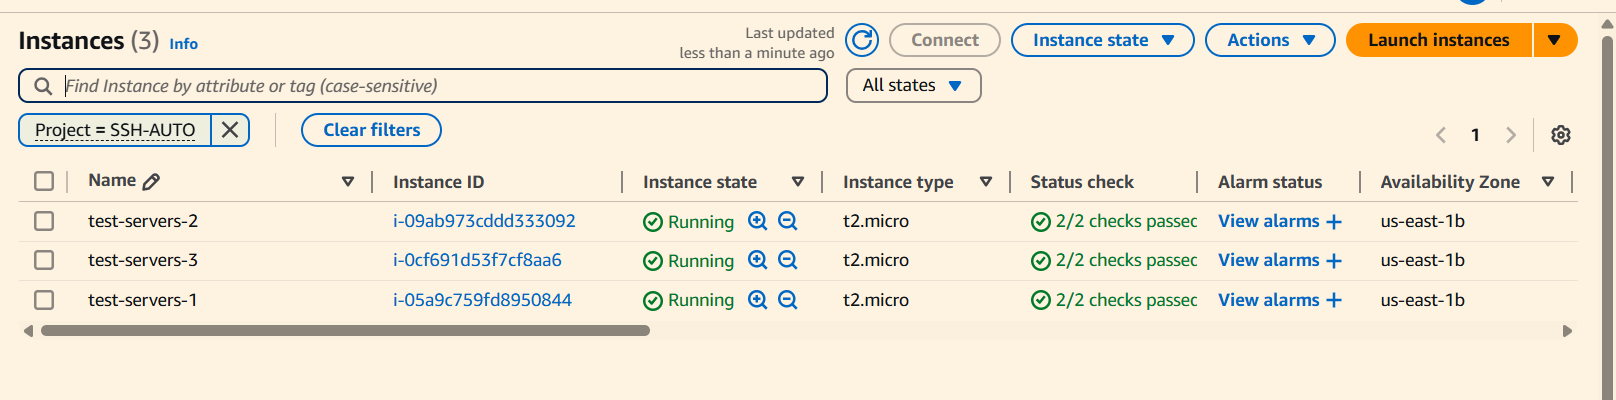 Instances (3) Info
Last updated
less than a minute ago
Connect
Instance state
Actions
Launch instances
Find Instance by attribute or tag (case-sensitive)
All states
Project = SSH-AUTO
Clear filters
1
Name Instance ID Instance state Instance type Status check Alarm status Availability Zone
test-servers-2 i-09ab973cddd333092 Running t2.micro 2/2 checks passec View alarms + us-east-1b
test-servers-3 i-0cf691d53f7cf8aa6 Running t2.micro 2/2 checks passec View alarms + us-east-1b
test-servers-1 i-05a9c759fd8950844 Running t2.micro 2/2 checks passec View alarms + us-east-1b